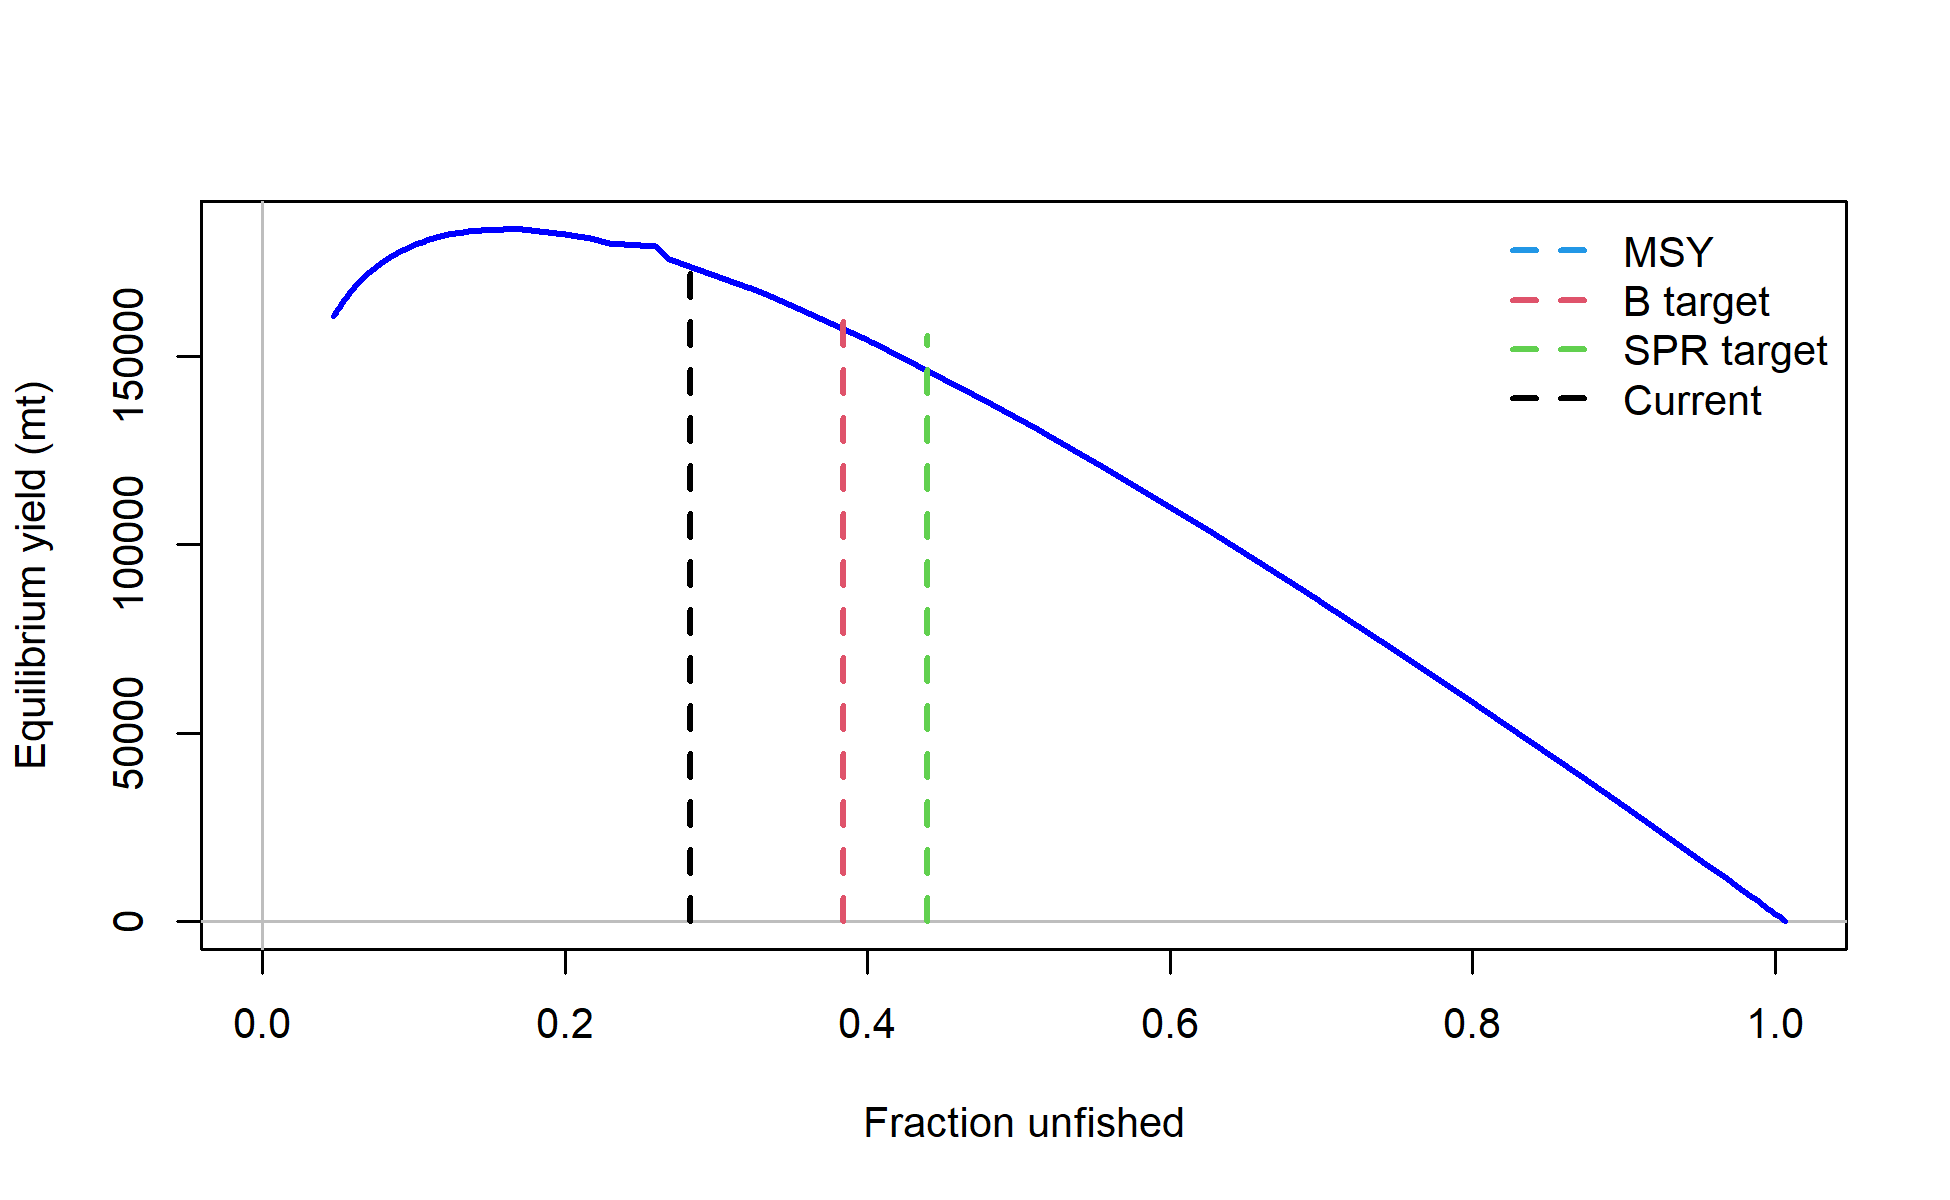 MSY
B target
SPR target
Current
Equilibrium yield (mt)
150000
100000
50000
0
0.0 0.2 0.4 0.6 0.8 1.0
Fraction unfished